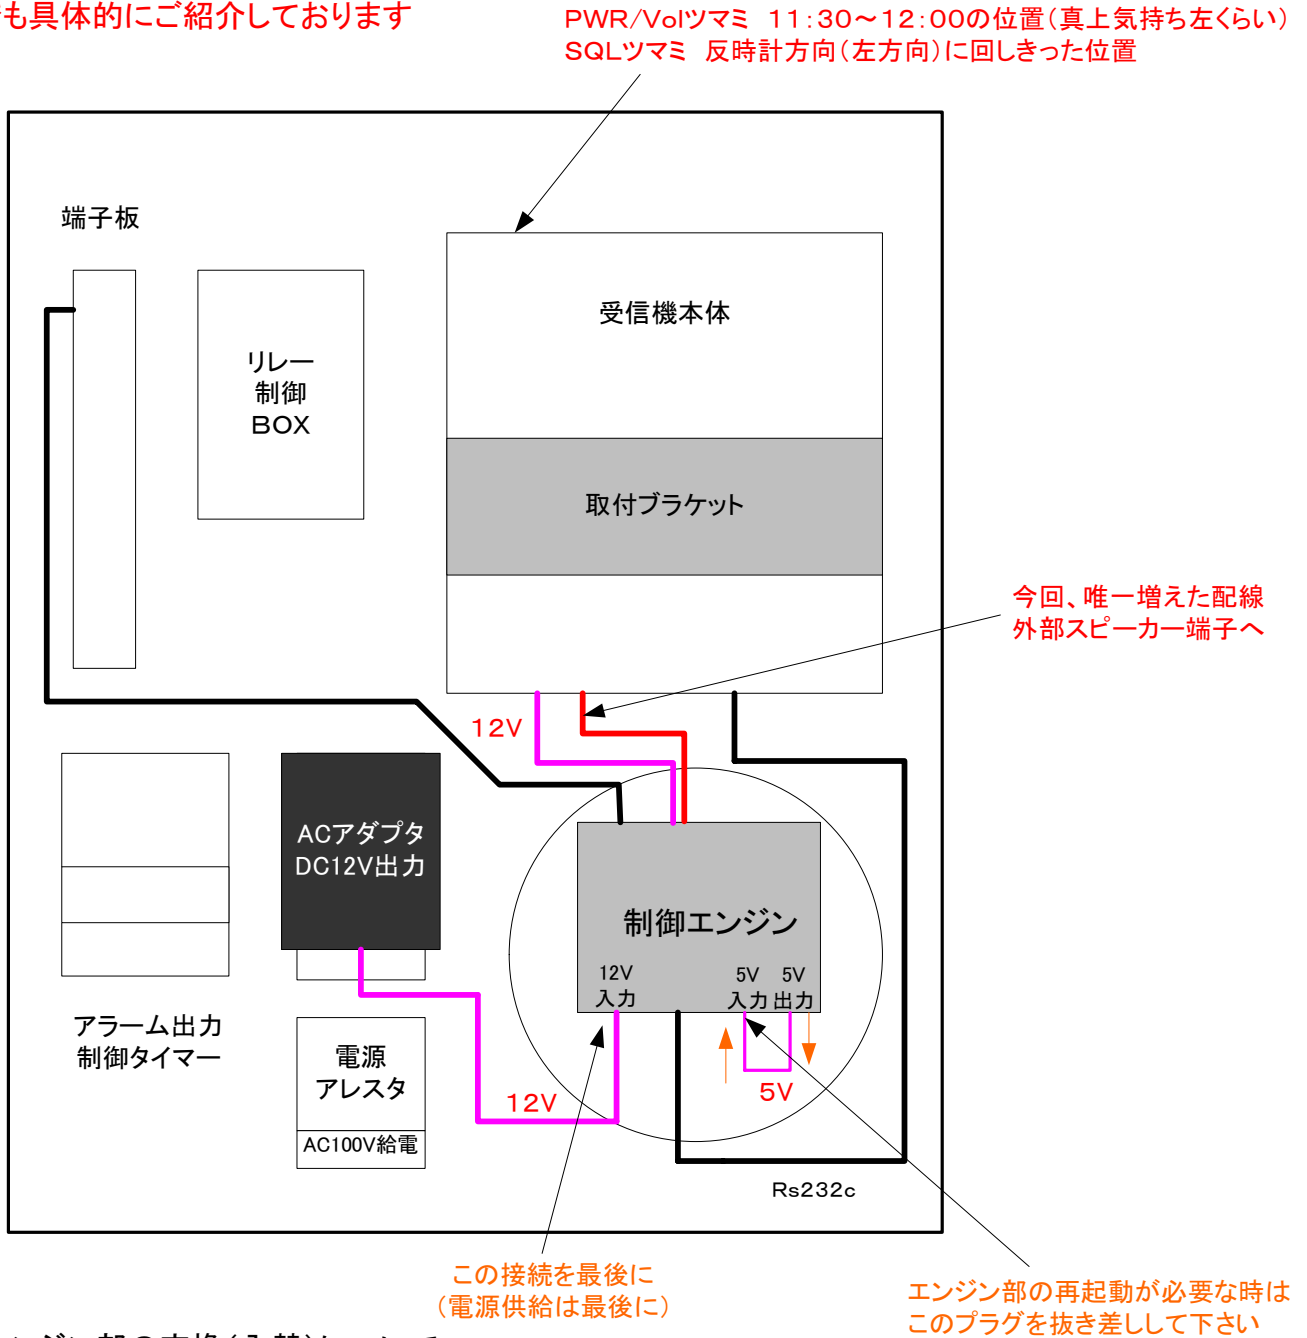 も具体的にご紹介しております
PWR/Volツマミ 11:30～12:00の位置(真上気持ち左くらい)
SQLツマミ 反時計方向(左方向)に回しきった位置
端子板
受信機本体
リレー
制御
BOX
取付ブラケット
今回、唯一増えた配線
外部スピーカー端子へ
12V
ACアダプタ
DC12V出力
制御エンジン
12V
入力
5V
入力
5V
出力
アラーム出力
制御タイマー
電源
アレスタ
AC100V給電
12V
5V
Rs232c
この接続を最後に
(電源供給は最後に)
エンジン部の再起動が必要な時は
このプラグを抜き差しして下さい